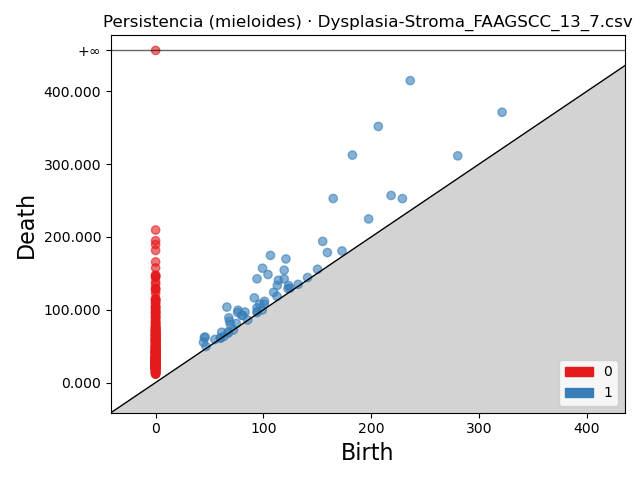 Persistencia (mieloides) · Dysplasia-Stroma_FAAGSCC_13_7.csv
+∞
400.000
300.000
200.000
100.000
0.000
Death
0
1
0 100 200 300 400
Birth